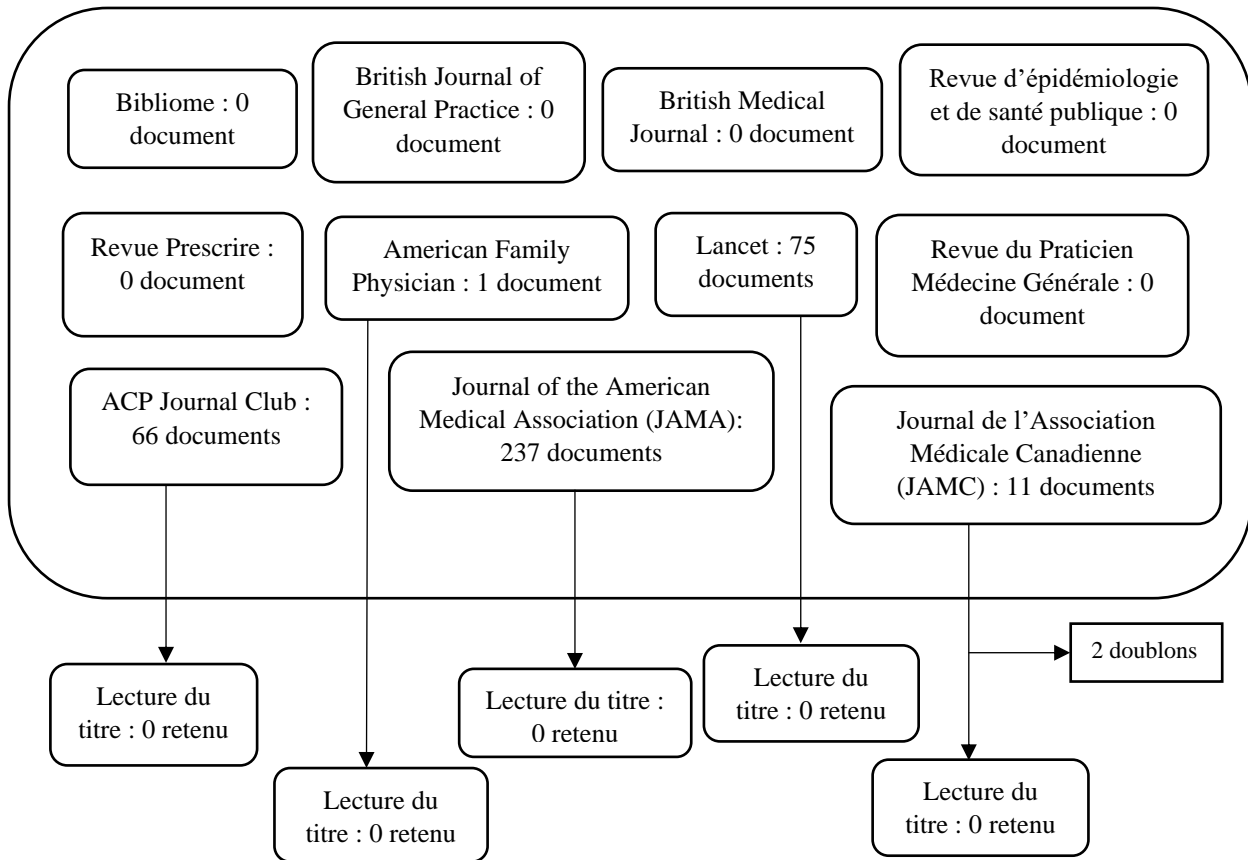 Bibliome : 0
document
British Journal of
General Practice : 0
document
British Medical
Journal : 0 document
Revue d’épidémiologie
et de santé publique : 0
document
Revue Prescrire :
0 document
American Family
Physician : 1 document
Lancet : 75
documents
Revue du Praticien
Médecine Générale : 0
document
ACP Journal Club :
66 documents
Journal of the American
Medical Association (JAMA):
237 documents
Journal de l’Association
Médicale Canadienne
(JAMC) : 11 documents
2 doublons
Lecture du
titre : 0 retenu
Lecture du
titre : 0 retenu
Lecture du titre :
0 retenu
Lecture du
titre : 0 retenu
Lecture du
titre : 0 retenu